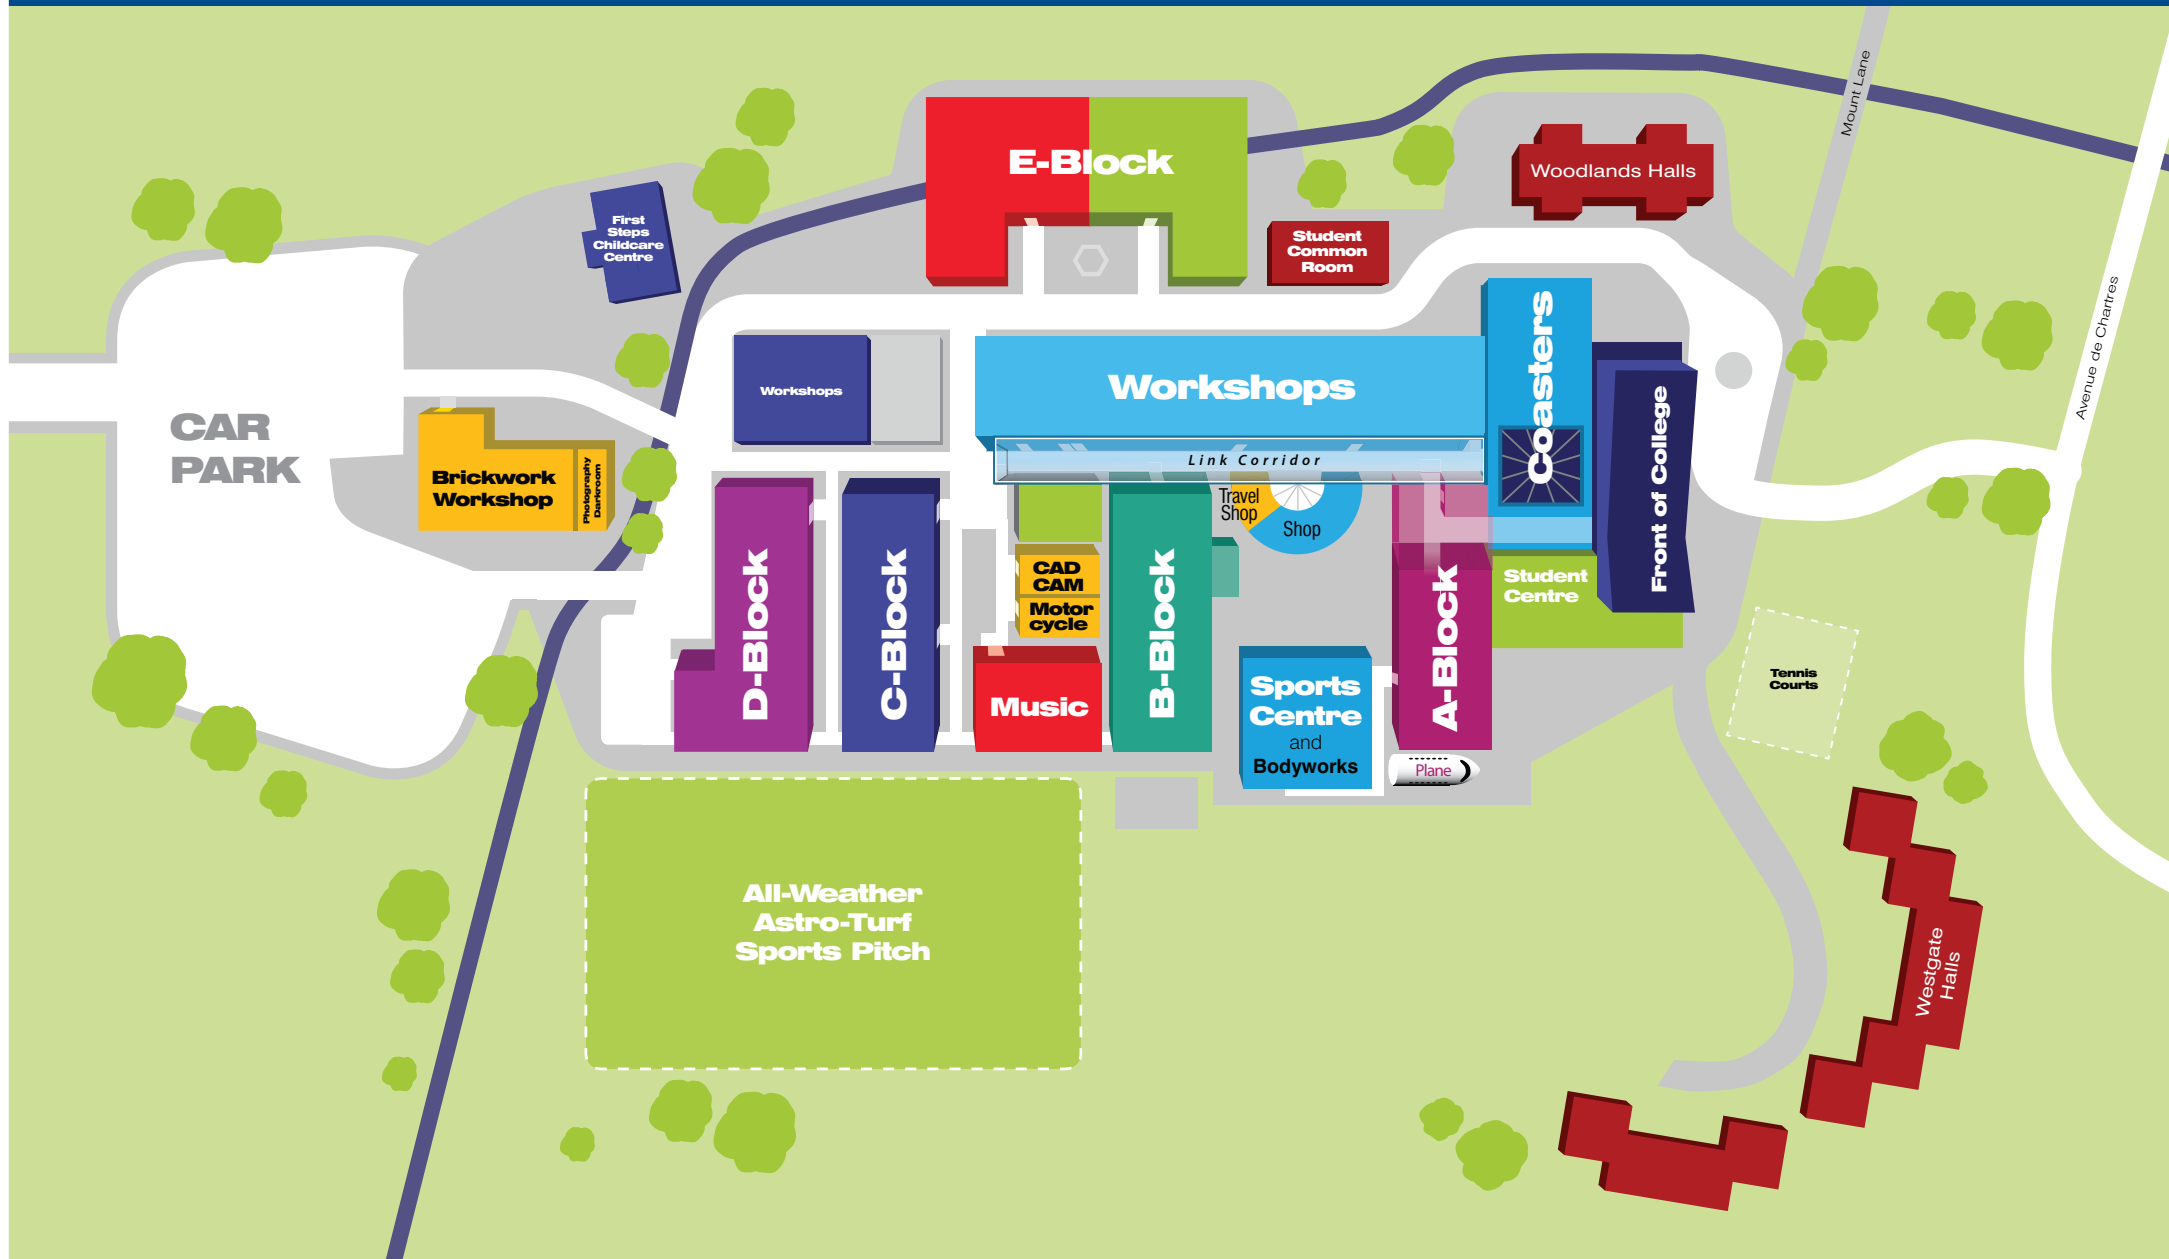 Mount Lane
E-Block
Woodlands Halls
First
Steps
Childcare
Centre
Student
Common
Room
Avenue de Chartres
Coasters
Workshops
Workshops
Front of College
CAR
PARK
Link Corridor
Brickwork
Workshop
Photography
Darkroom
Travel
Shop
Shop
D-Block
C-Block
CAD
CAM
Motor
cycle
B-Block
A-Block
Student
Centre
Music
Sports
Centre
and
Bodyworks
Plane
Tennis
Courts
All-Weather
Astro-Turf
Sports Pitch
Westgate
Halls